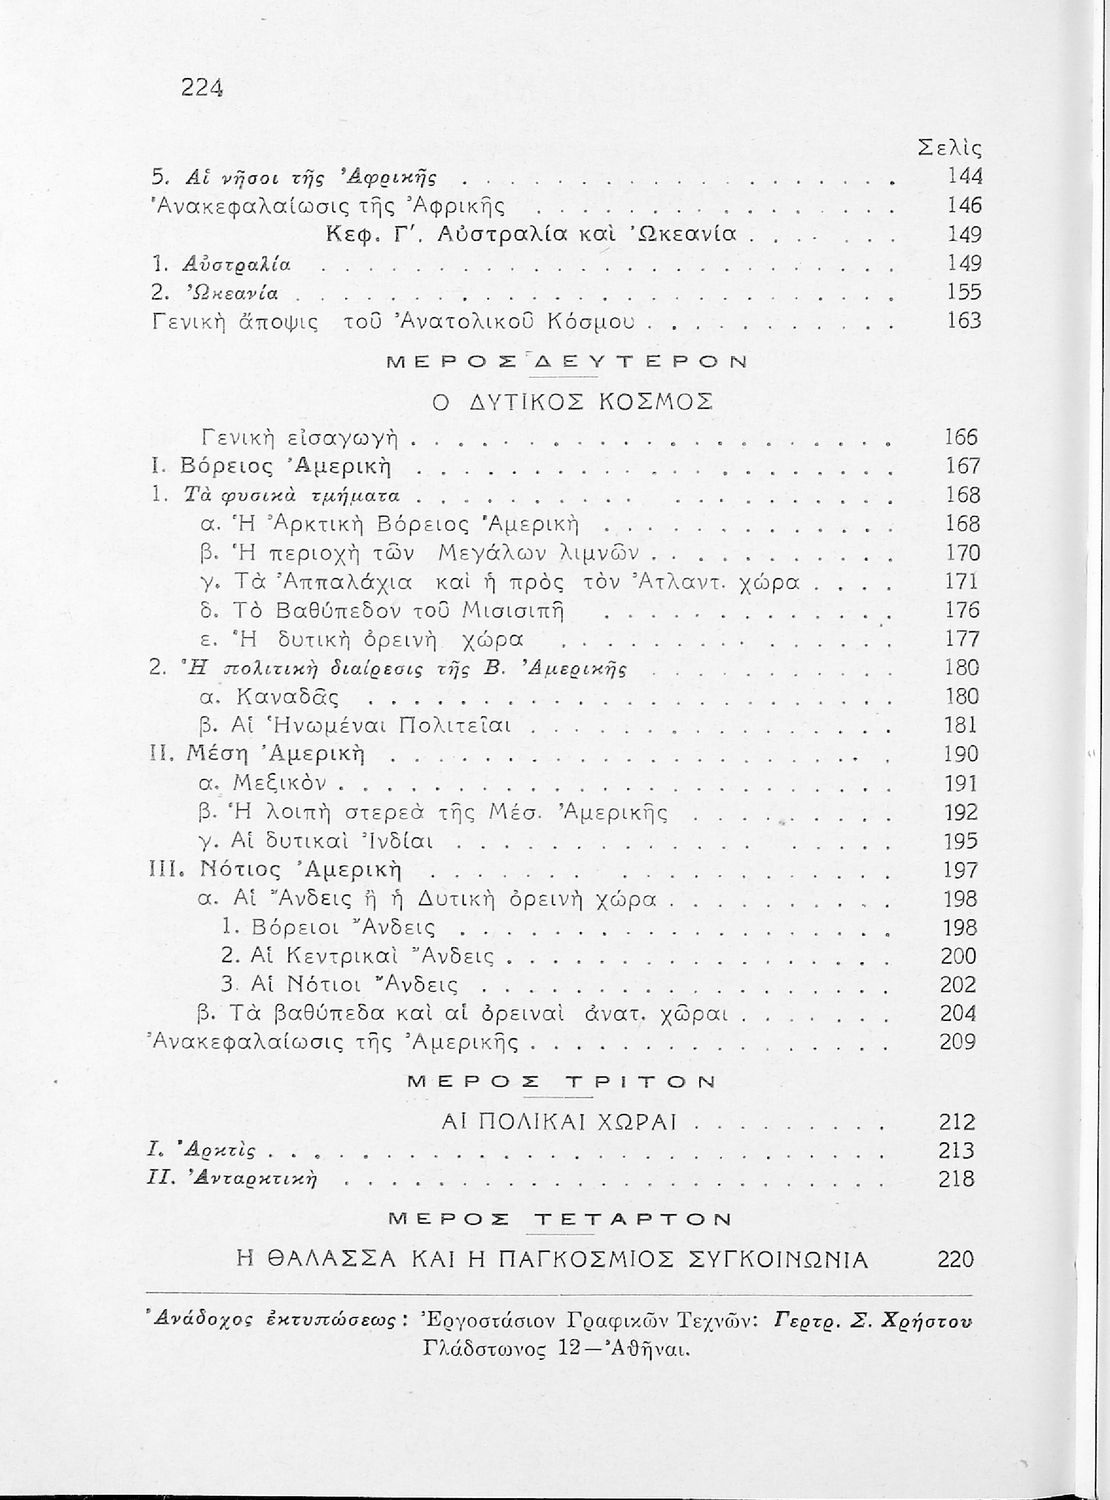 224
Σελὶς
5. Αἱ νῆσοι τῆς Ἀφρικῆς . . . . . . . . . . . . . . . . . . . 144
Ἀνακεφαλαίωσις τῆς Ἀφρικῆς . . . . . . . . . . . . . . . . 146
Κεφ. Γ′. Αὐστραλία καὶ Ὠκεανία . . . . . . . 149
1. Αὐστραλία . . . . . . . . . . . . . . . . . . . . . . . . . 149
2. Ὠκεανία . . . . . . . . . . . . . . . . . . . . . . . . . . 155
Γενικὴ ἄποψις τοῦ Ἀνατολικοῦ Κόσμου . . . . . . . . . . . 163
ΜΕΡΟΣ ΔΕΥΤΕΡΟΝ
Ο ΔΥΤΙΚΟΣ ΚΟΣΜΟΣ
Γενικὴ εἰσαγωγὴ . . . . . . . . . . . . . . . . . . . . . 166
I. Βόρειος Ἀμερικὴ . . . . . . . . . . . . . . . . . . . . . 167
1. Τὰ φυσικὰ τμήματα . . . . . . . . . . . . . . . . . . . . . 168
α. Ἡ Ἀρκτικὴ Βόρειος Ἀμερικὴ . . . . . . . . . . . . . 168
β. Ἡ περιοχὴ τῶν Μεγάλων λιμνῶν . . . . . . . . . . . 170
γ. Τὰ Ἀππαλάχια καὶ ἡ πρὸς τὸν Ἀτλαντ. χώρα . . . . 171
δ. Τὸ Βαθύπεδον τοῦ Μισισιπῆ . . . . . . . . . . . . . 176
ε. Ἡ δυτικὴ ὀρεινὴ χώρα . . . . . . . . . . . . . . . 177
2. Ἡ πολιτικὴ διαίρεσις τῆς Β. Ἀμερικῆς . . . . . . . . . . . 180
α. Καναδᾶς . . . . . . . . . . . . . . . . . . . . . . . 180
β. Αἱ Ἡνωμέναι Πολιτεῖαι . . . . . . . . . . . . . . . . 181
II. Μέση Ἀμερικὴ . . . . . . . . . . . . . . . . . . . . . . 190
α. Μεξικὸν . . . . . . . . . . . . . . . . . . . . . . . . 191
β. Ἡ λοιπὴ στερεὰ τῆς Μέσ. Ἀμερικῆς . . . . . . . . . 192
γ. Αἱ δυτικαὶ Ἰνδίαι . . . . . . . . . . . . . . . . . . 195
III. Νότιος Ἀμερικὴ . . . . . . . . . . . . . . . . . . . . 197
α. Αἱ Ἄνδεις ἢ ἡ Δυτικὴ ὀρεινὴ χώρα . . . . . . . . . . 198
1. Βόρειοι Ἄνδεις . . . . . . . . . . . . . . . . . . . 198
2. Αἱ Κεντρικαὶ Ἄνδεις . . . . . . . . . . . . . . . . . 200
3. Αἱ Νότιοι Ἄνδεις . . . . . . . . . . . . . . . . . . 202
β. Τὰ βαθύπεδα καὶ αἱ ὀρειναὶ ἀνατ. χῶραι . . . . . . . 204
Ἀνακεφαλαίωσις τῆς Ἀμερικῆς . . . . . . . . . . . . . . . . 209
ΜΕΡΟΣ ΤΡΙΤΟΝ
ΑΙ ΠΟΛΙΚΑΙ ΧΩΡΑΙ . . . . . . . . . 212
I. Ἀρκτὶς . . . . . . . . . . . . . . . . . . . . . . . . . . . 213
II. Ἀνταρκτικὴ . . . . . . . . . . . . . . . . . . . . . . . . 218
ΜΕΡΟΣ ΤΕΤΑΡΤΟΝ
Η ΘΑΛΑΣΣΑ ΚΑΙ Η ΠΑΓΚΟΣΜΙΟΣ ΣΥΓΚΟΙΝΩΝΙΑ 220
Ἀνάδοχος ἐκτυπώσεως : Ἐργοστάσιον Γραφικῶν Τεχνῶν: Γερτρ. Σ. Χρήστου
Γλάδστωνος 12—Ἀθῆναι.